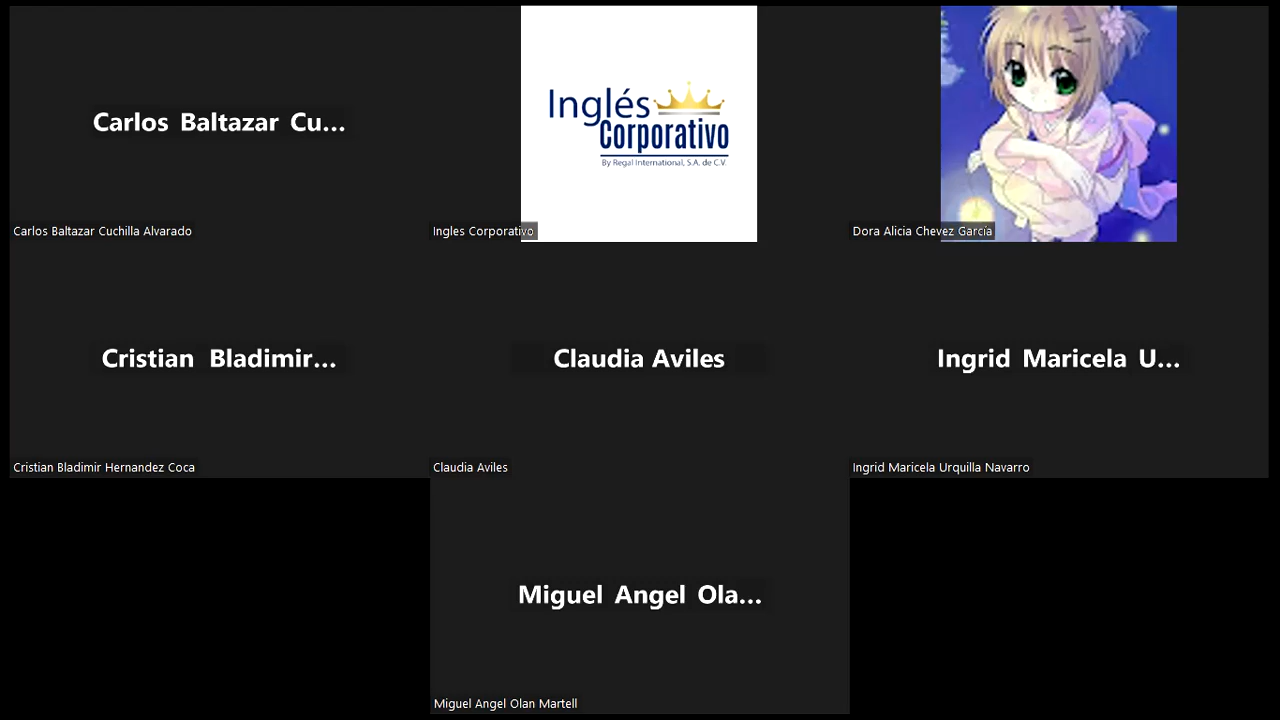 Carlos Baltazar Cu...
Carlos Baltazar Cuchilla Alvarado
Inglés
Corporativo
By Regal International, S.A. de C.V.
Ingles Corporativo
Dora Alicia Chevez García
Cristian Bladimir...
Cristian Bladimir Hernandez Coca
Claudia Aviles
Claudia Aviles
Ingrid Maricela U...
Ingrid Maricela Urquilla Navarro
Miguel Angel Ola...
Miguel Angel Olan Martell